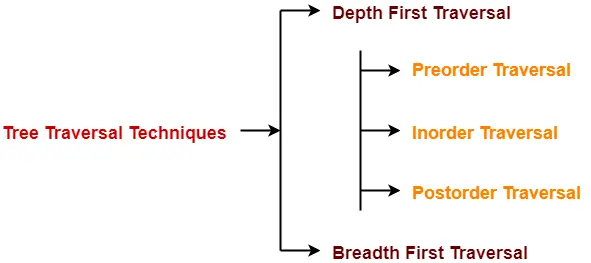 Depth First Traversal
Preorder Traversal
Tree Traversal Techniques
Inorder Traversal
Postorder Traversal
Breadth First Traversal